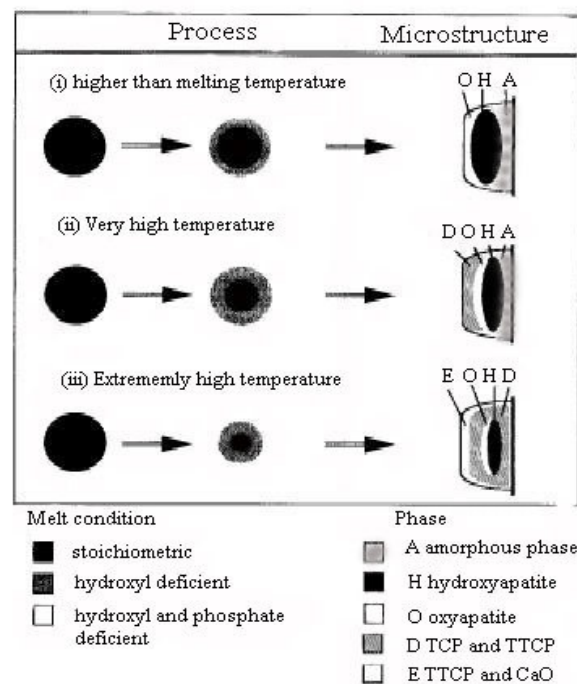 Process Microstructure
(i) higher than melting temperature
O H A
(ii) Very high temperature
D O H A
(iii) Extrememly high temperature
E O H D
Melt condition
stoichiometric
hydroxyl deficient
hydroxyl and phosphate
deficient
Phase
A amorphous phase
H hydroxyapatite
O oxyapatite
D TCP and TTCP
E TTCP and CaO